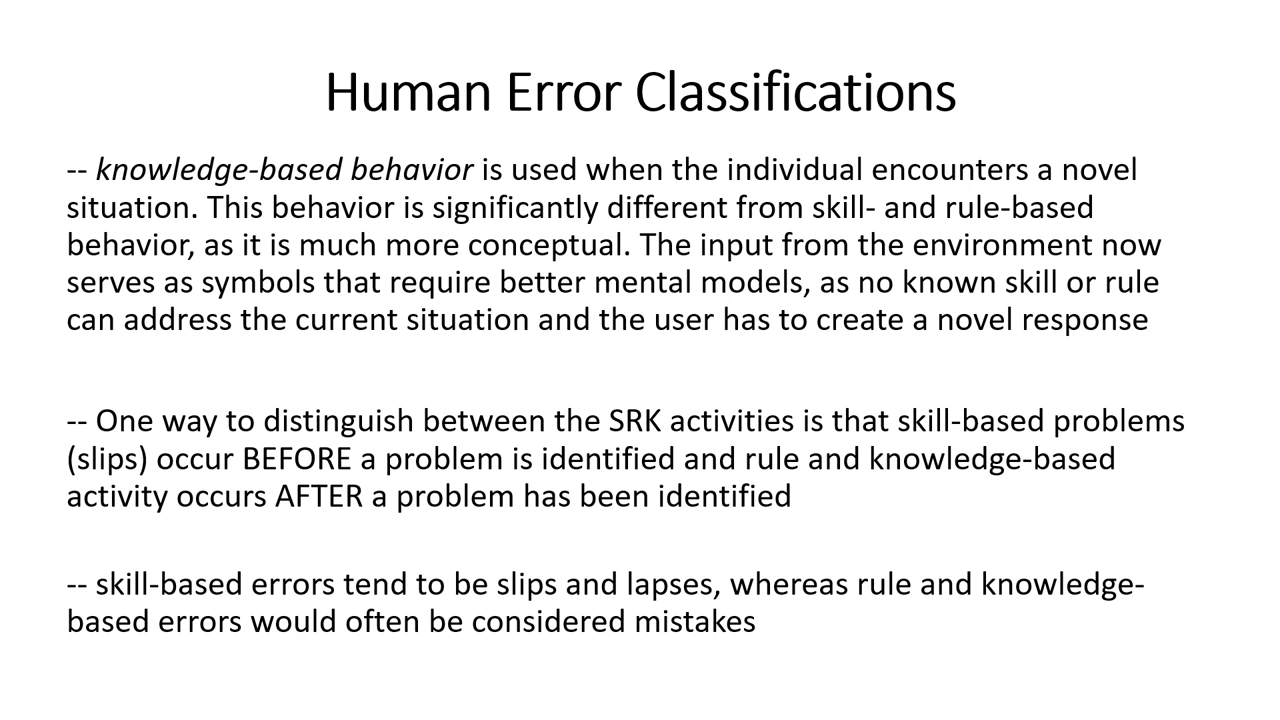 Human Error Classifications
-- knowledge-based behavior is used when the individual encounters a novel
situation. This behavior is significantly different from skill- and rule-based
behavior, as it is much more conceptual. The input from the environment now
serves as symbols that require better mental models, as no known skill or rule
can address the current situation and the user has to create a novel response
-- One way to distinguish between the SRK activities is that skill-based problems
(slips) occur BEFORE a problem is identified and rule and knowledge-based
activity occurs AFTER a problem has been identified
-- skill-based errors tend to be slips and lapses, whereas rule and knowledge-
based errors would often be considered mistakes